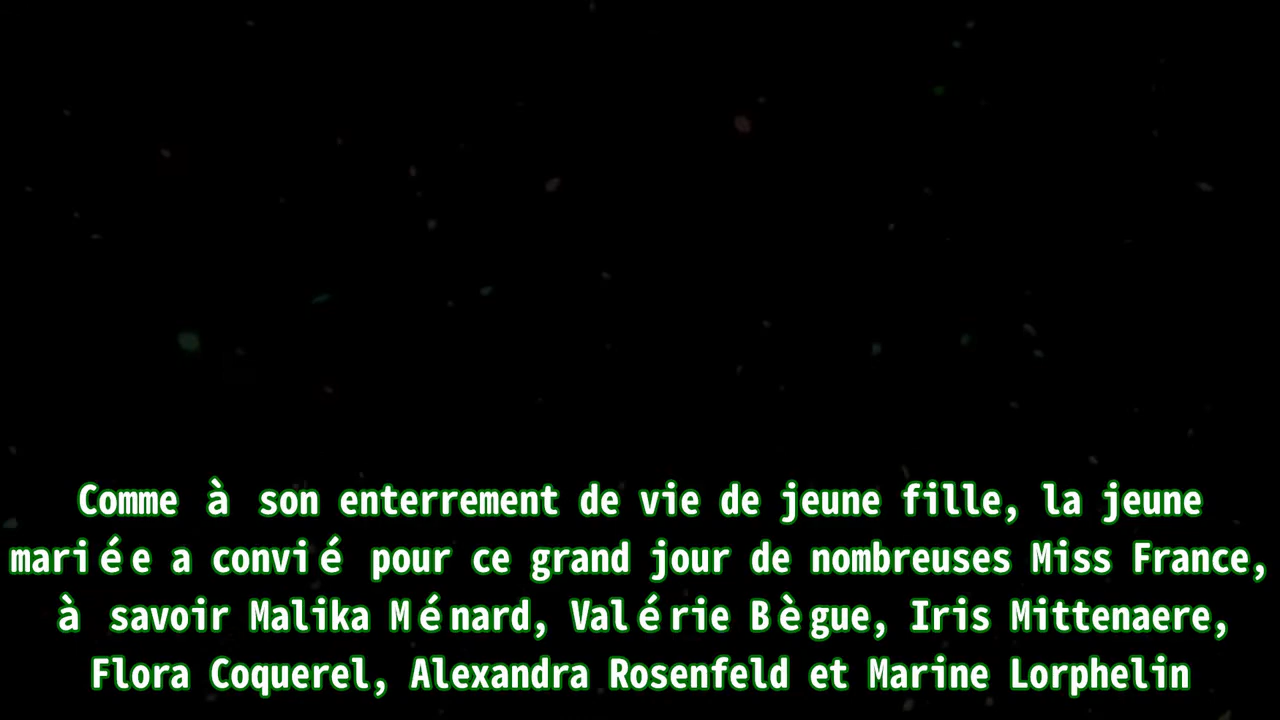 Comme à son enterrement de vie de jeune fille, la jeune
mariée a convié pour ce grand jour de nombreuses Miss France,
à savoir Malika Ménard, Valérie Bègue, Iris Mittenaere,
Flora Coquerel, Alexandra Rosenfeld et Marine Lorphelin